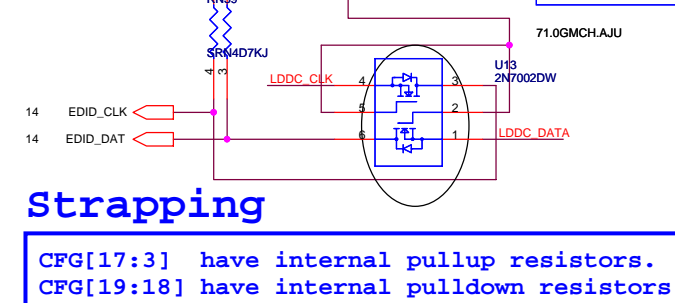 SRN4D7KJ
4
3
71.0GMCH.AJU
U13
2N7002DW
LDDC_CLK
4
3
14 EDID_CLK
5
2
14 EDID_DAT
6
1
LDDC_DATA
Strapping
CFG[17:3] have internal pullup resistors.
CFG[19:18] have internal pulldown resistors